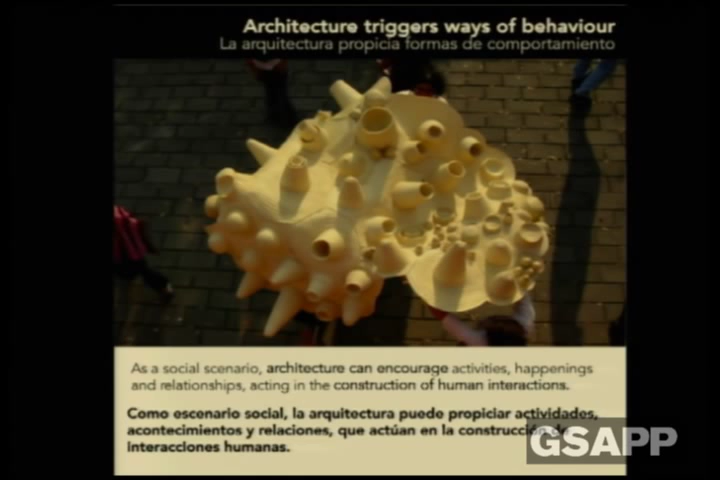 Architecture triggers ways of behaviour
La arquitectura propicia formas de comportamiento
As a social scenario, architecture can encourage activities, happenings
and relationships, acting in the construction of human interactions.
Como escenario social, la arquitectura puede propiciar actividades,
acontecimientos y relaciones, que actúan en la construcción de
interacciones humanas.
GSAPP